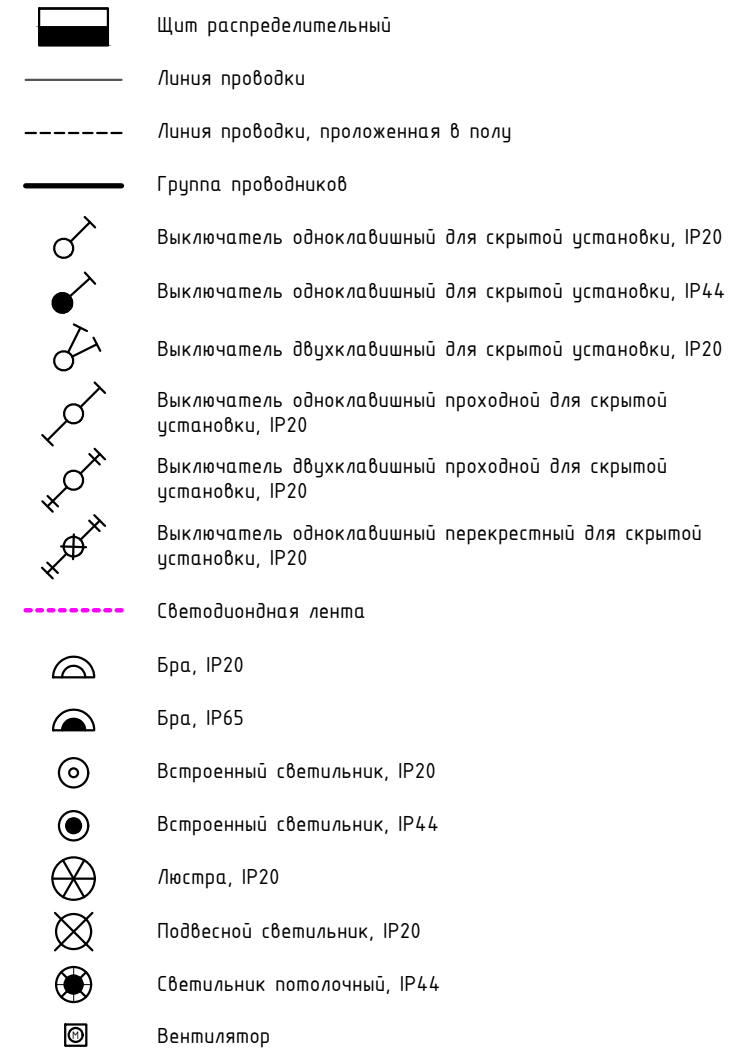 Щит распределительный
Линия проводки
Линия проводки, проложенная в полу
Группа проводников
Выключатель одноклавишный для скрытой установки, IP20
Выключатель одноклавишный для скрытой установки, IP44
Выключатель двухклавишный для скрытой установки, IP20
Выключатель одноклавишный проходной для скрытой
установки, IP20
Выключатель двухклавишный проходной для скрытой
установки, IP20
Выключатель одноклавишный перекрестный для скрытой
установки, IP20
Светодиондная лента
Бра, IP20
Бра, IP65
Встроенный светильник, IP20
Встроенный светильник, IP44
Люстра, IP20
Подвесной светильник, IP20
Светильник потолочный, IP44
M
Вентилятор